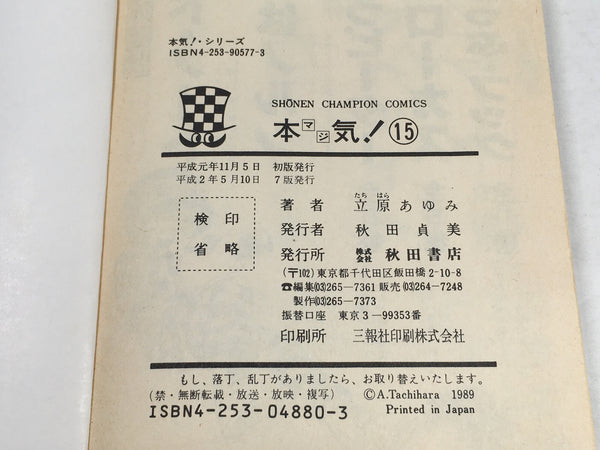 本気!・シリーズ
ISBN4-253-90577-3
SHŌNEN CHAMPION COMICS
本気! ⑮
マジ
平成元年11月5日 初版発行
平成2年5月10日 7版発行
検印
省略
たち はら
著者 立原あゆみ
発行者 秋田貞美
発行所 株式会社 秋田書店
(〒102)東京都千代田区飯田橋2-10-8
☎編集(03)265-7361 販売(03)264-7248
製作(03)265-7373
振替口座 東京3-99353番
印刷所 三報社印刷株式会社
もし、落丁、乱丁がありましたら、お取り替えいたします。
(禁・無断転載・放送・放映・複写) ©A.Tachihara 1989
ISBN4-253-04880-3 Printed in Japan